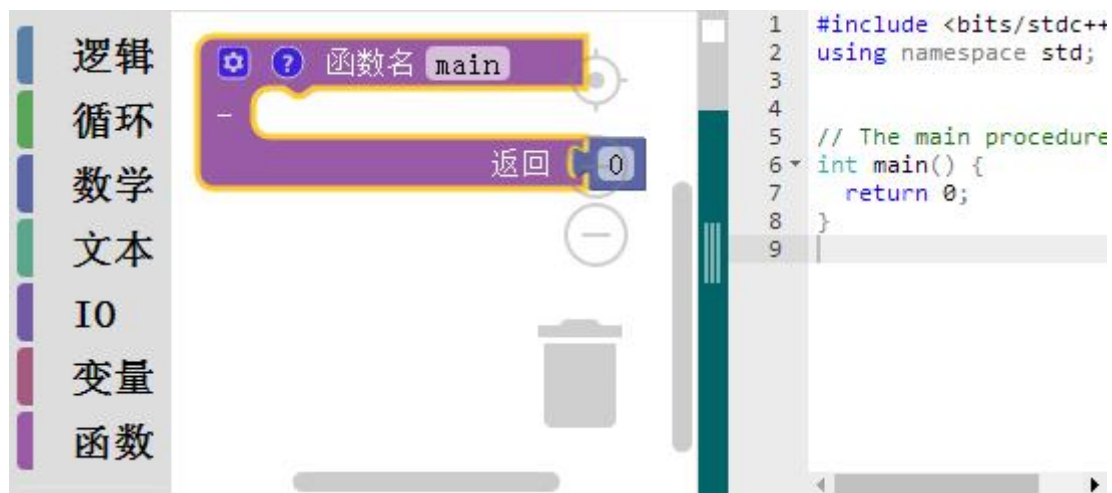 逻辑
循环
数学
文本
IO
变量
函数
? 函数名 main
-
返回 0
1 #include <bits/stdc++
2 using namespace std;
3
4
5 // The main procedure
6 int main() {
7 return 0;
8 }
9